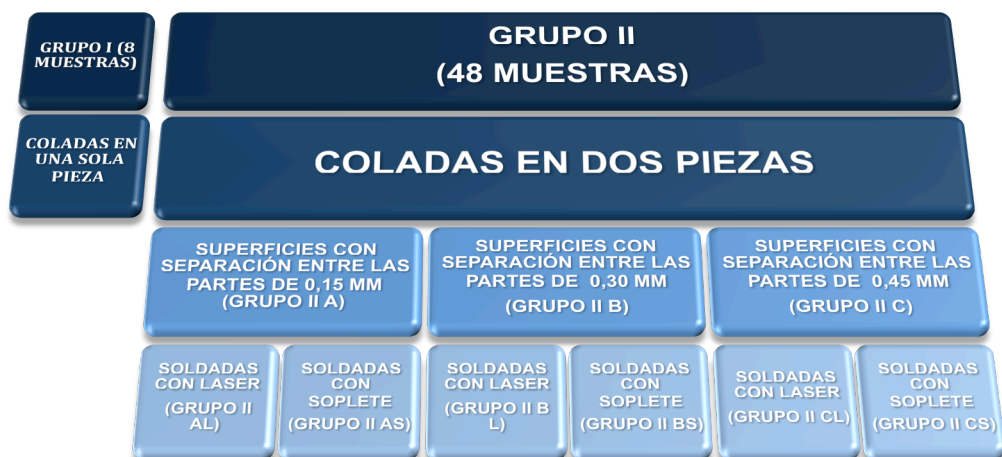 GRUPO I (8
MUESTRAS)
GRUPO II
(48 MUESTRAS)
COLADAS EN
UNA SOLA
PIEZA
COLADAS EN DOS PIEZAS
SUPERFICIES CON
SEPARACIÓN ENTRE LAS
PARTES DE 0,15 MM
(GRUPO II A)
SUPERFICIES CON
SEPARACIÓN ENTRE LAS
PARTES DE 0,30 MM
(GRUPO II B)
SUPERFICIES CON
SEPARACIÓN ENTRE LAS
PARTES DE 0,45 MM
(GRUPO II C)
SOLDADAS
CON LASER
(GRUPO II
AL)
SOLDADAS
CON
SOPLETE
(GRUPO II AS)
SOLDADAS
CON LASER
(GRUPO II B
L)
SOLDADAS
CON
SOPLETE
(GRUPO II BS)
SOLDADAS
CON LASER
(GRUPO II CL)
SOLDADAS
CON
SOPLETE
(GRUPO II CS)